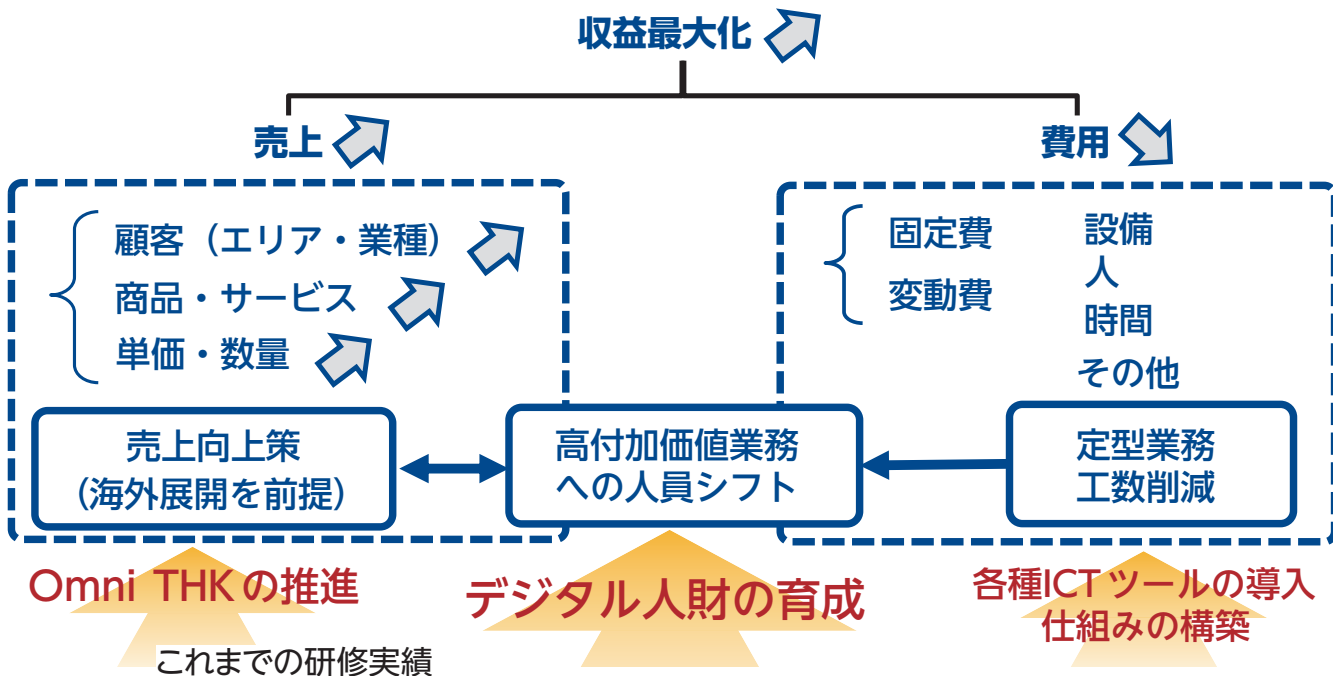 収益最大化
売上
費用
顧客（エリア・業種）
商品・サービス
単価・数量
固定費
変動費
設備
人
時間
その他
売上向上策
（海外展開を前提）
高付加価値業務
への人員シフト
定型業務
工数削減
Omni THKの推進
デジタル人財の育成
各種ICTツールの導入
仕組みの構築
これまでの研修実績